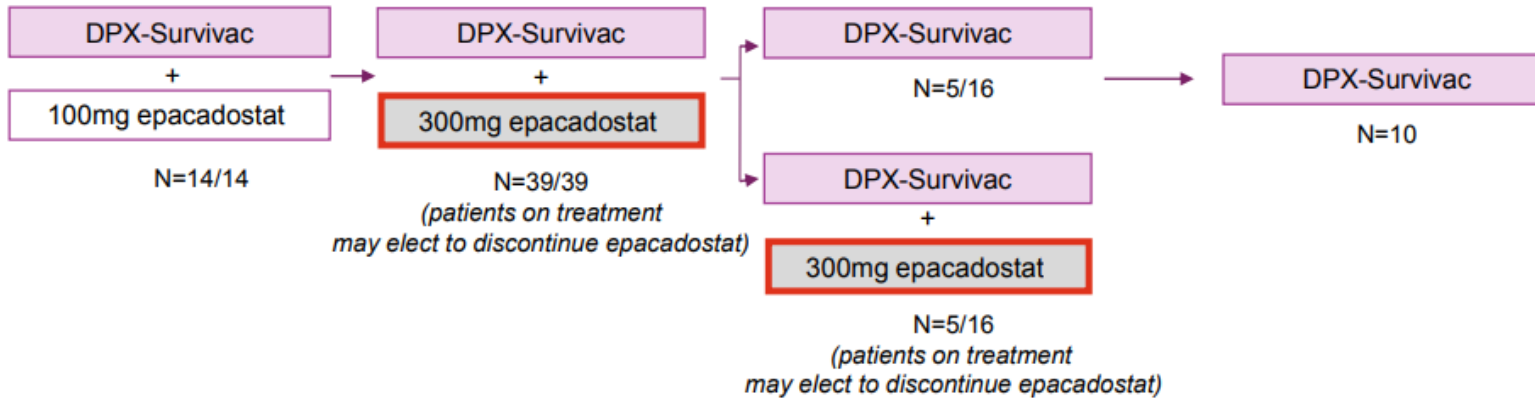 DPX-Survivac
+
100mg epacadostat
N=14/14
DPX-Survivac
+
300mg epacadostat
N=39/39
(patients on treatment
may elect to discontinue epacadostat)
DPX-Survivac
N=5/16
DPX-Survivac
+
300mg epacadostat
N=5/16
(patients on treatment
may elect to discontinue epacadostat)
DPX-Survivac
N=10